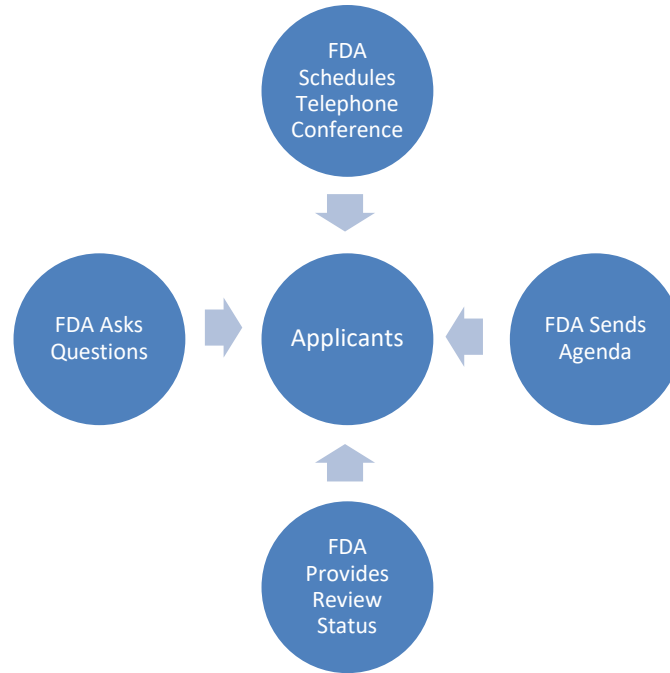 FDA
Schedules
Telephone
Conference
FDA Asks
Questions
Applicants
FDA Sends
Agenda
FDA
Provides
Review
Status